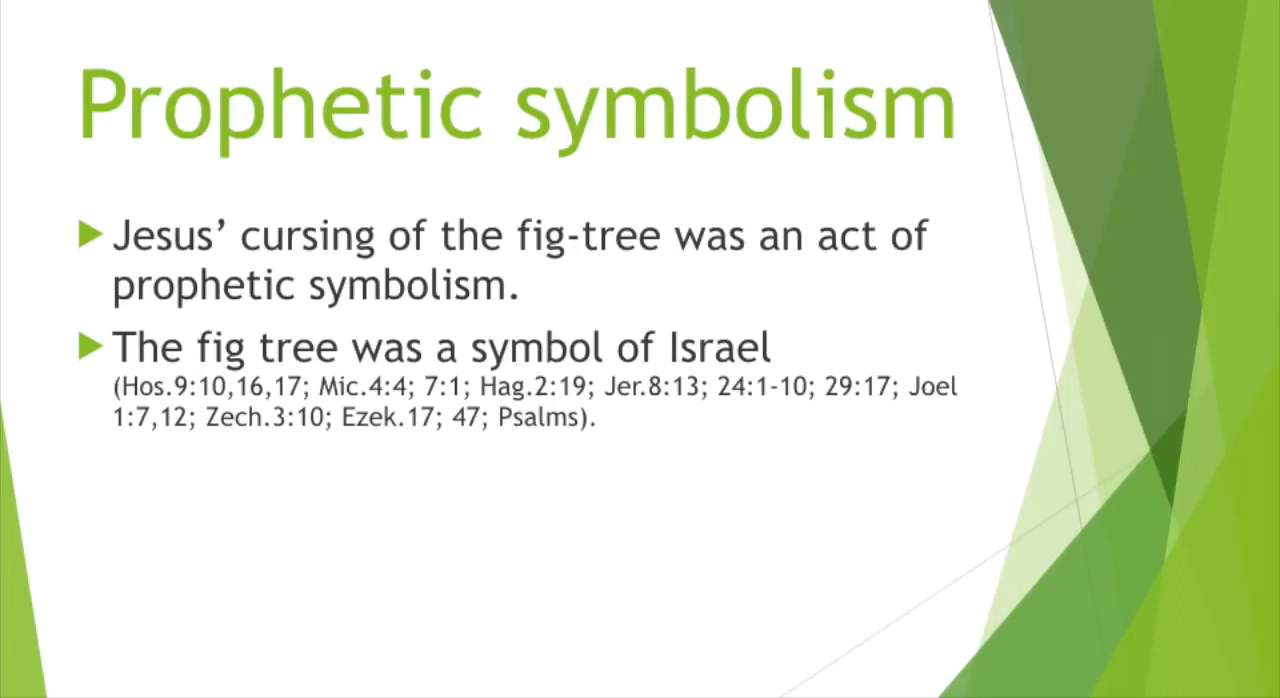 Prophetic symbolism
Jesus’ cursing of the fig-tree was an act of
prophetic symbolism.
The fig tree was a symbol of Israel
(Hos.9:10,16,17; Mic.4:4; 7:1; Hag.2:19; Jer.8:13; 24:1-10; 29:17; Joel
1:7,12; Zech.3:10; Ezek.17; 47; Psalms).